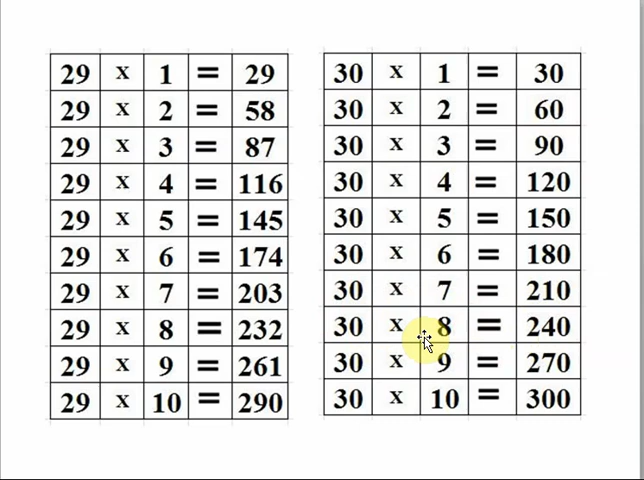 29 x 1 = 29
29 x 2 = 58
29 x 3 = 87
29 x 4 = 116
29 x 5 = 145
29 x 6 = 174
29 x 7 = 203
29 x 8 = 232
29 x 9 = 261
29 x 10 = 290
30 x 1 = 30
30 x 2 = 60
30 x 3 = 90
30 x 4 = 120
30 x 5 = 150
30 x 6 = 180
30 x 7 = 210
30 x 8 = 240
30 x 9 = 270
30 x 10 = 300